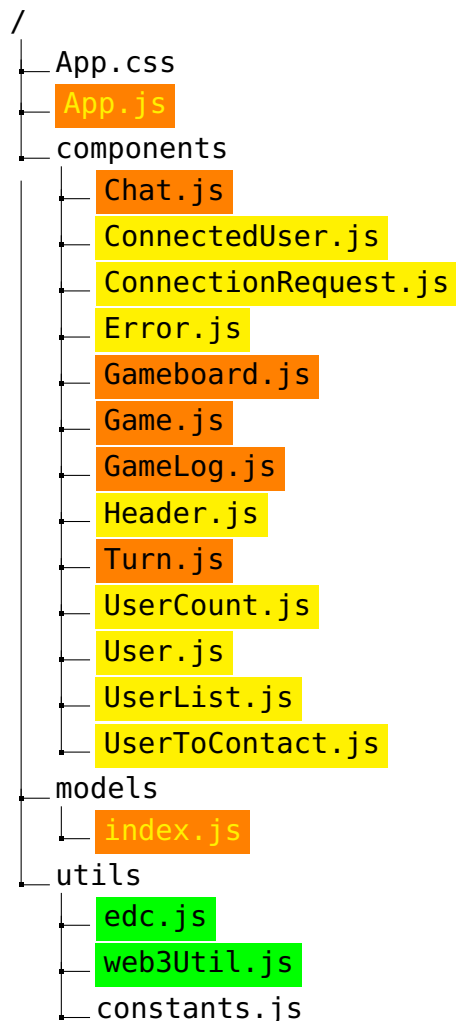 /
App.css
App.js
components
Chat.js
ConnectedUser.js
ConnectionRequest.js
Error.js
Gameboard.js
Game.js
GameLog.js
Header.js
Turn.js
UserCount.js
User.js
UserList.js
UserToContact.js
models
index.js
utils
edc.js
web3Util.js
constants.js